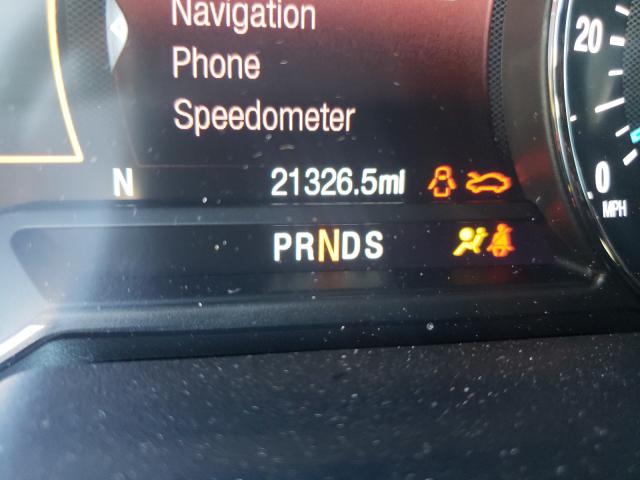 Navigation
Phone
Speedometer
20
0
MPH
N 21326.5mi
PRNDS